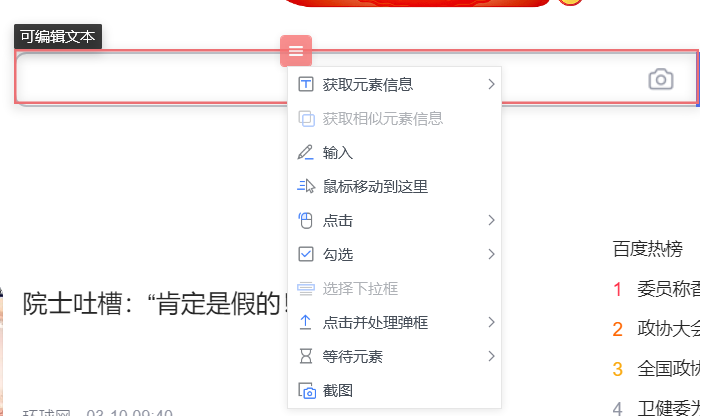 可编辑文本
获取元素信息
获取相似元素信息
输入
鼠标移动到这里
点击
勾选
选择下拉框
点击并处理弹框
等待元素
截图
院士吐槽：“肯定是假的！
环球网 03-10 09:40
百度热榜
1 委员称香
2 政协大会
3 全国政协
4 卫健委为